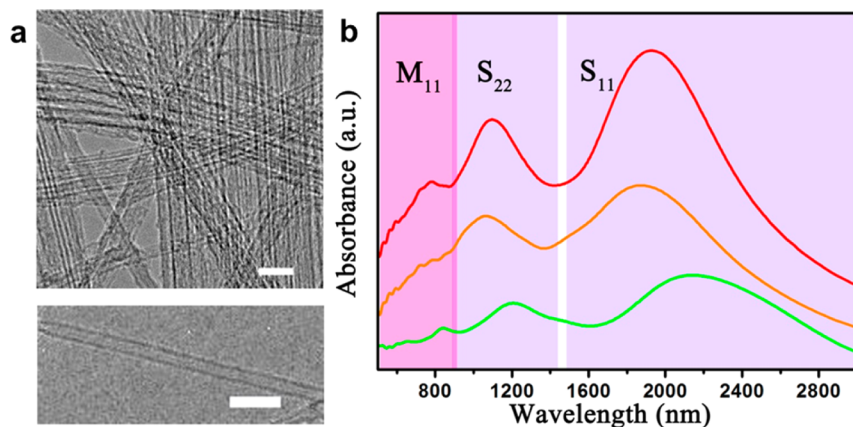 a
b
M₁₁
S₂₂
S₁₁
Absorbance (a.u.)
800 1200 1600 2000 2400 2800
Wavelength (nm)